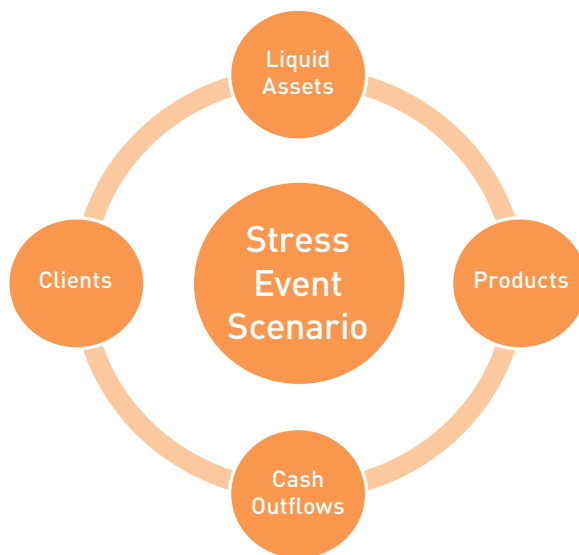 Liquid
Assets
Clients
Stress
Event
Scenario
Products
Cash
Outflows